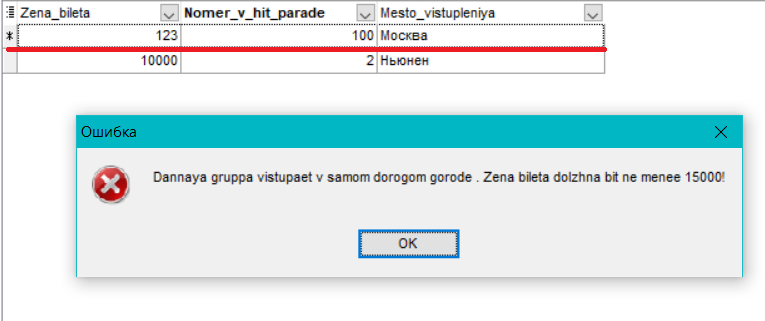 Zena_bileta Nomer_v_hit_parade Mesto_vistupleniya
123 100 Москва
10000 2 Ньюнен
Ошибка
Dannaya gruppa vistupaet v samom dorogom gorode . Zena bileta dolzhna bit ne menee 15000!
OK